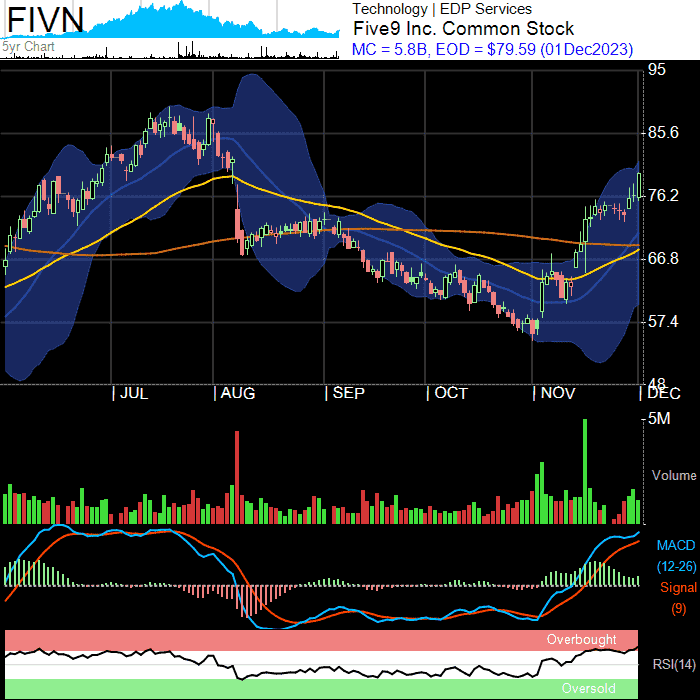 FIVN
5yr Chart
Technology | EDP Services
Five9 Inc. Common Stock
MC = 5.8B, EOD = $79.59 (01Dec2023)
95
85.6
76.2
66.8
57.4
48
JUL
AUG
SEP
OCT
NOV
DEC
5M
Volume
MACD
(12-26)
Signal
(9)
Overbought
RSI(14)
Oversold